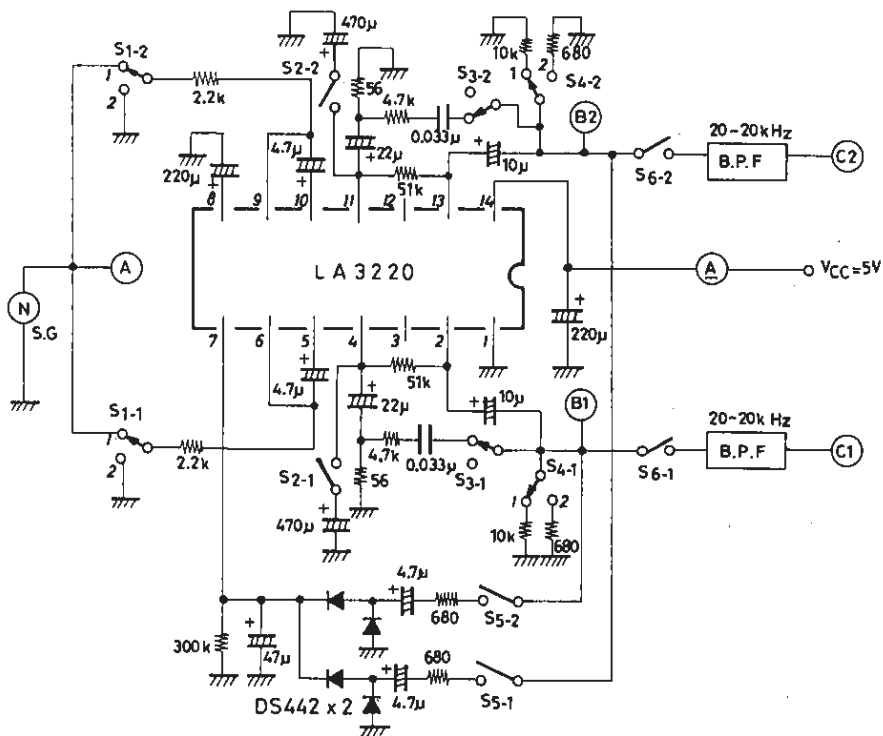 470μ
+
S1-2
1
2
2.2k
S2-2
56
4.7k
0.033μ
S3-2
10k
1
2
680
S4-2
B2
220μ
+
4.7μ
+
22μ
+
51k
+
10μ
S6-2
20~20kHz
B.P.F
C2
8
9
10
11
12
13
14
N
S.G
A
LA3220
A
VCC=5V
+
220μ
7
6
5
4
3
2
1
+
4.7μ
+
22μ
51k
+
10μ
B1
S1-1
1
2
2.2k
S2-1
4.7k
56
0.033μ
S3-1
S4-1
1
2
10k
680
S6-1
20~20k Hz
B.P.F
C1
+
470μ
300k
+
47μ
4.7μ
+
680
S5-2
+
4.7μ
680
S5-1
DS442 x 2